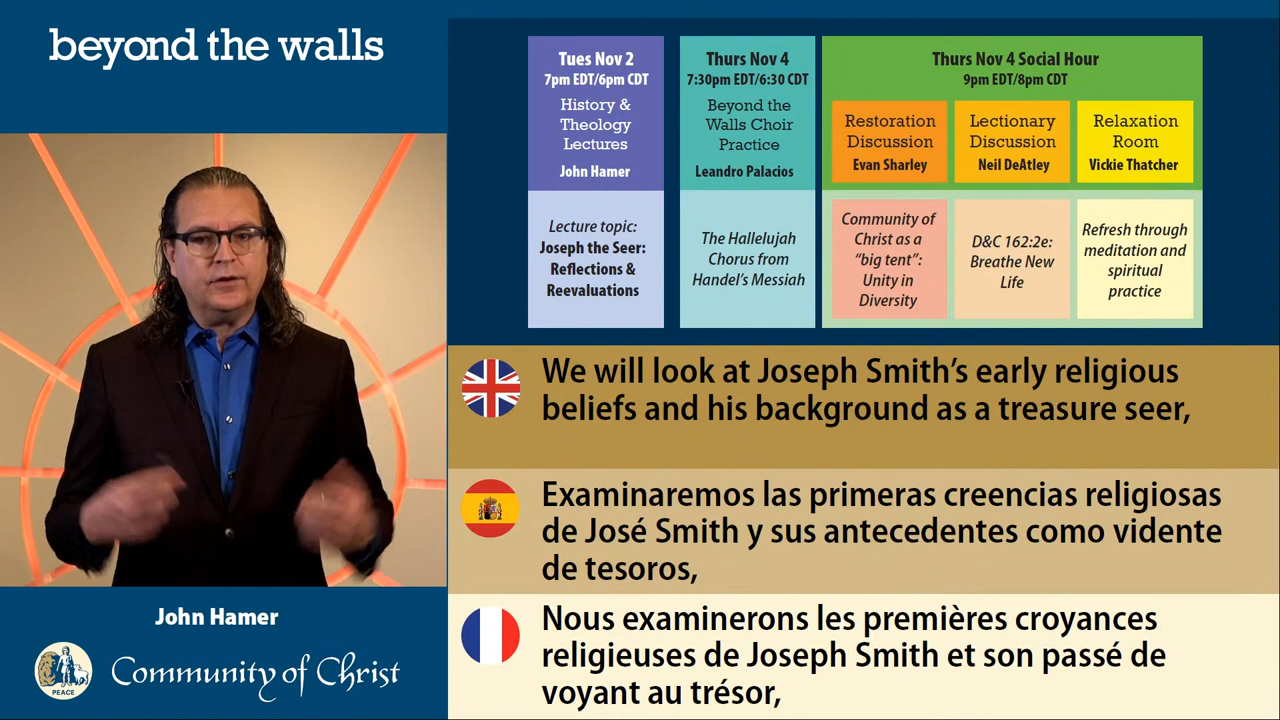 beyond the walls
Tues Nov 2
7pm EDT/6pm CDT
History &
Theology
Lectures
John Hamer
Lecture topic:
Joseph the Seer:
Reflections &
Reevaluations
Thurs Nov 4
7:30pm EDT/6:30 CDT
Beyond the
Walls Choir
Practice
Leandro Palacios
The Hallelujah
Chorus from
Handel's Messiah
Thurs Nov 4 Social Hour
9pm EDT/8pm CDT
Restoration
Discussion
Evan Sharley
Community of
Christ as a
“big tent”:
Unity in
Diversity
Lectionary
Discussion
Neil DeAtley
D&C 162:2e:
Breathe New
Life
Relaxation
Room
Vickie Thatcher
Refresh through
meditation and
spiritual
practice
We will look at Joseph Smith’s early religious
beliefs and his background as a treasure seer,
Examinaremos las primeras creencias religiosas
de José Smith y sus antecedentes como vidente
de tesoros,
Nous examinerons les premières croyances
religieuses de Joseph Smith et son passé de
voyant au trésor,
John Hamer
PEACE
Community of Christ